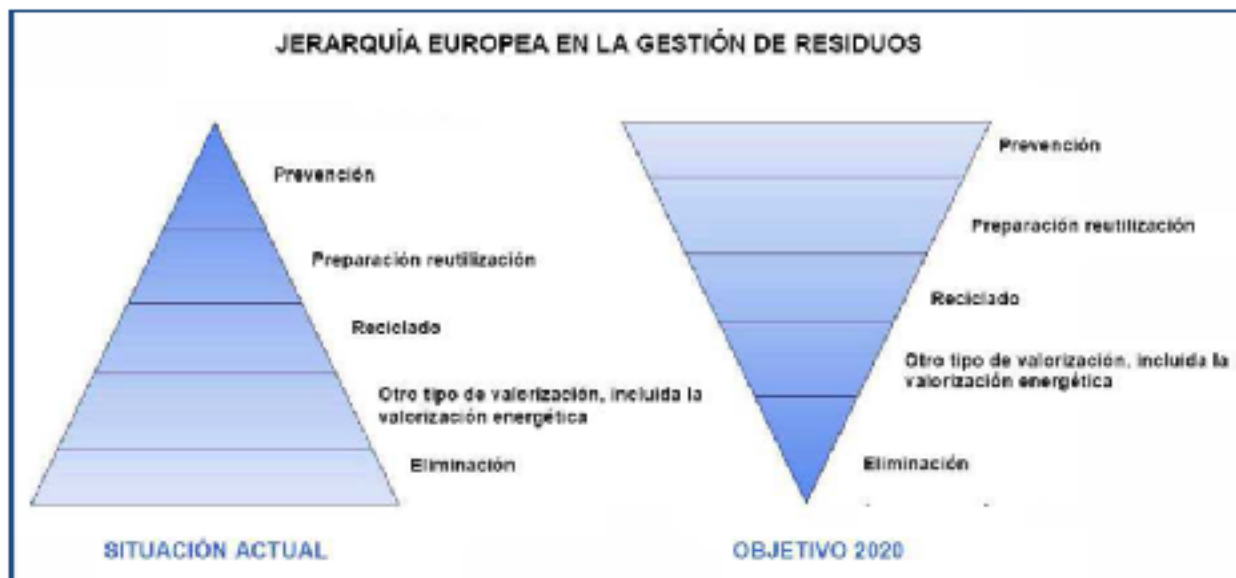 JERARQUÍA EUROPEA EN LA GESTIÓN DE RESIDUOS
Prevención
Preparación reutilización
Reciclado
Otro tipo de valorización, incluida la
valorización energética
Eliminación
SITUACIÓN ACTUAL
Prevención
Preparación reutilización
Reciclado
Otro tipo de valorización, incluida la
valorización energética
Eliminación
OBJETIVO 2020